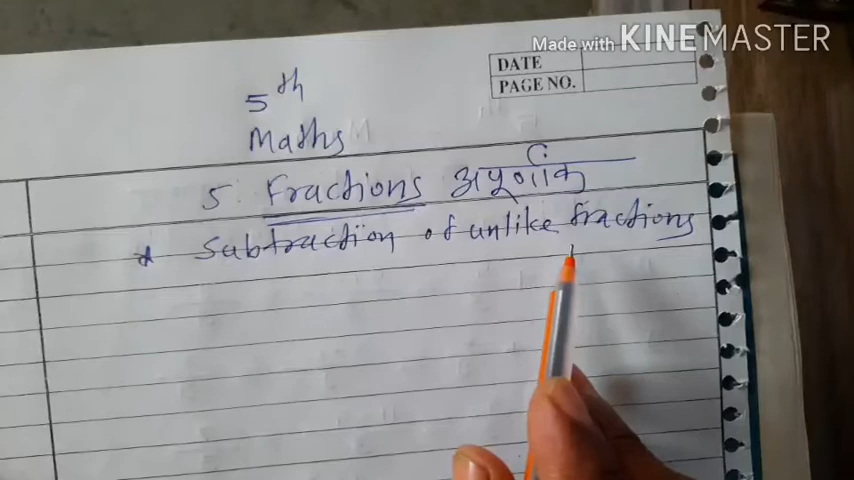 Made with KINEMASTER
DATE
PAGE NO.
5th
Maths
5. Fractions अपूर्णांक
* Subtraction of unlike fractions